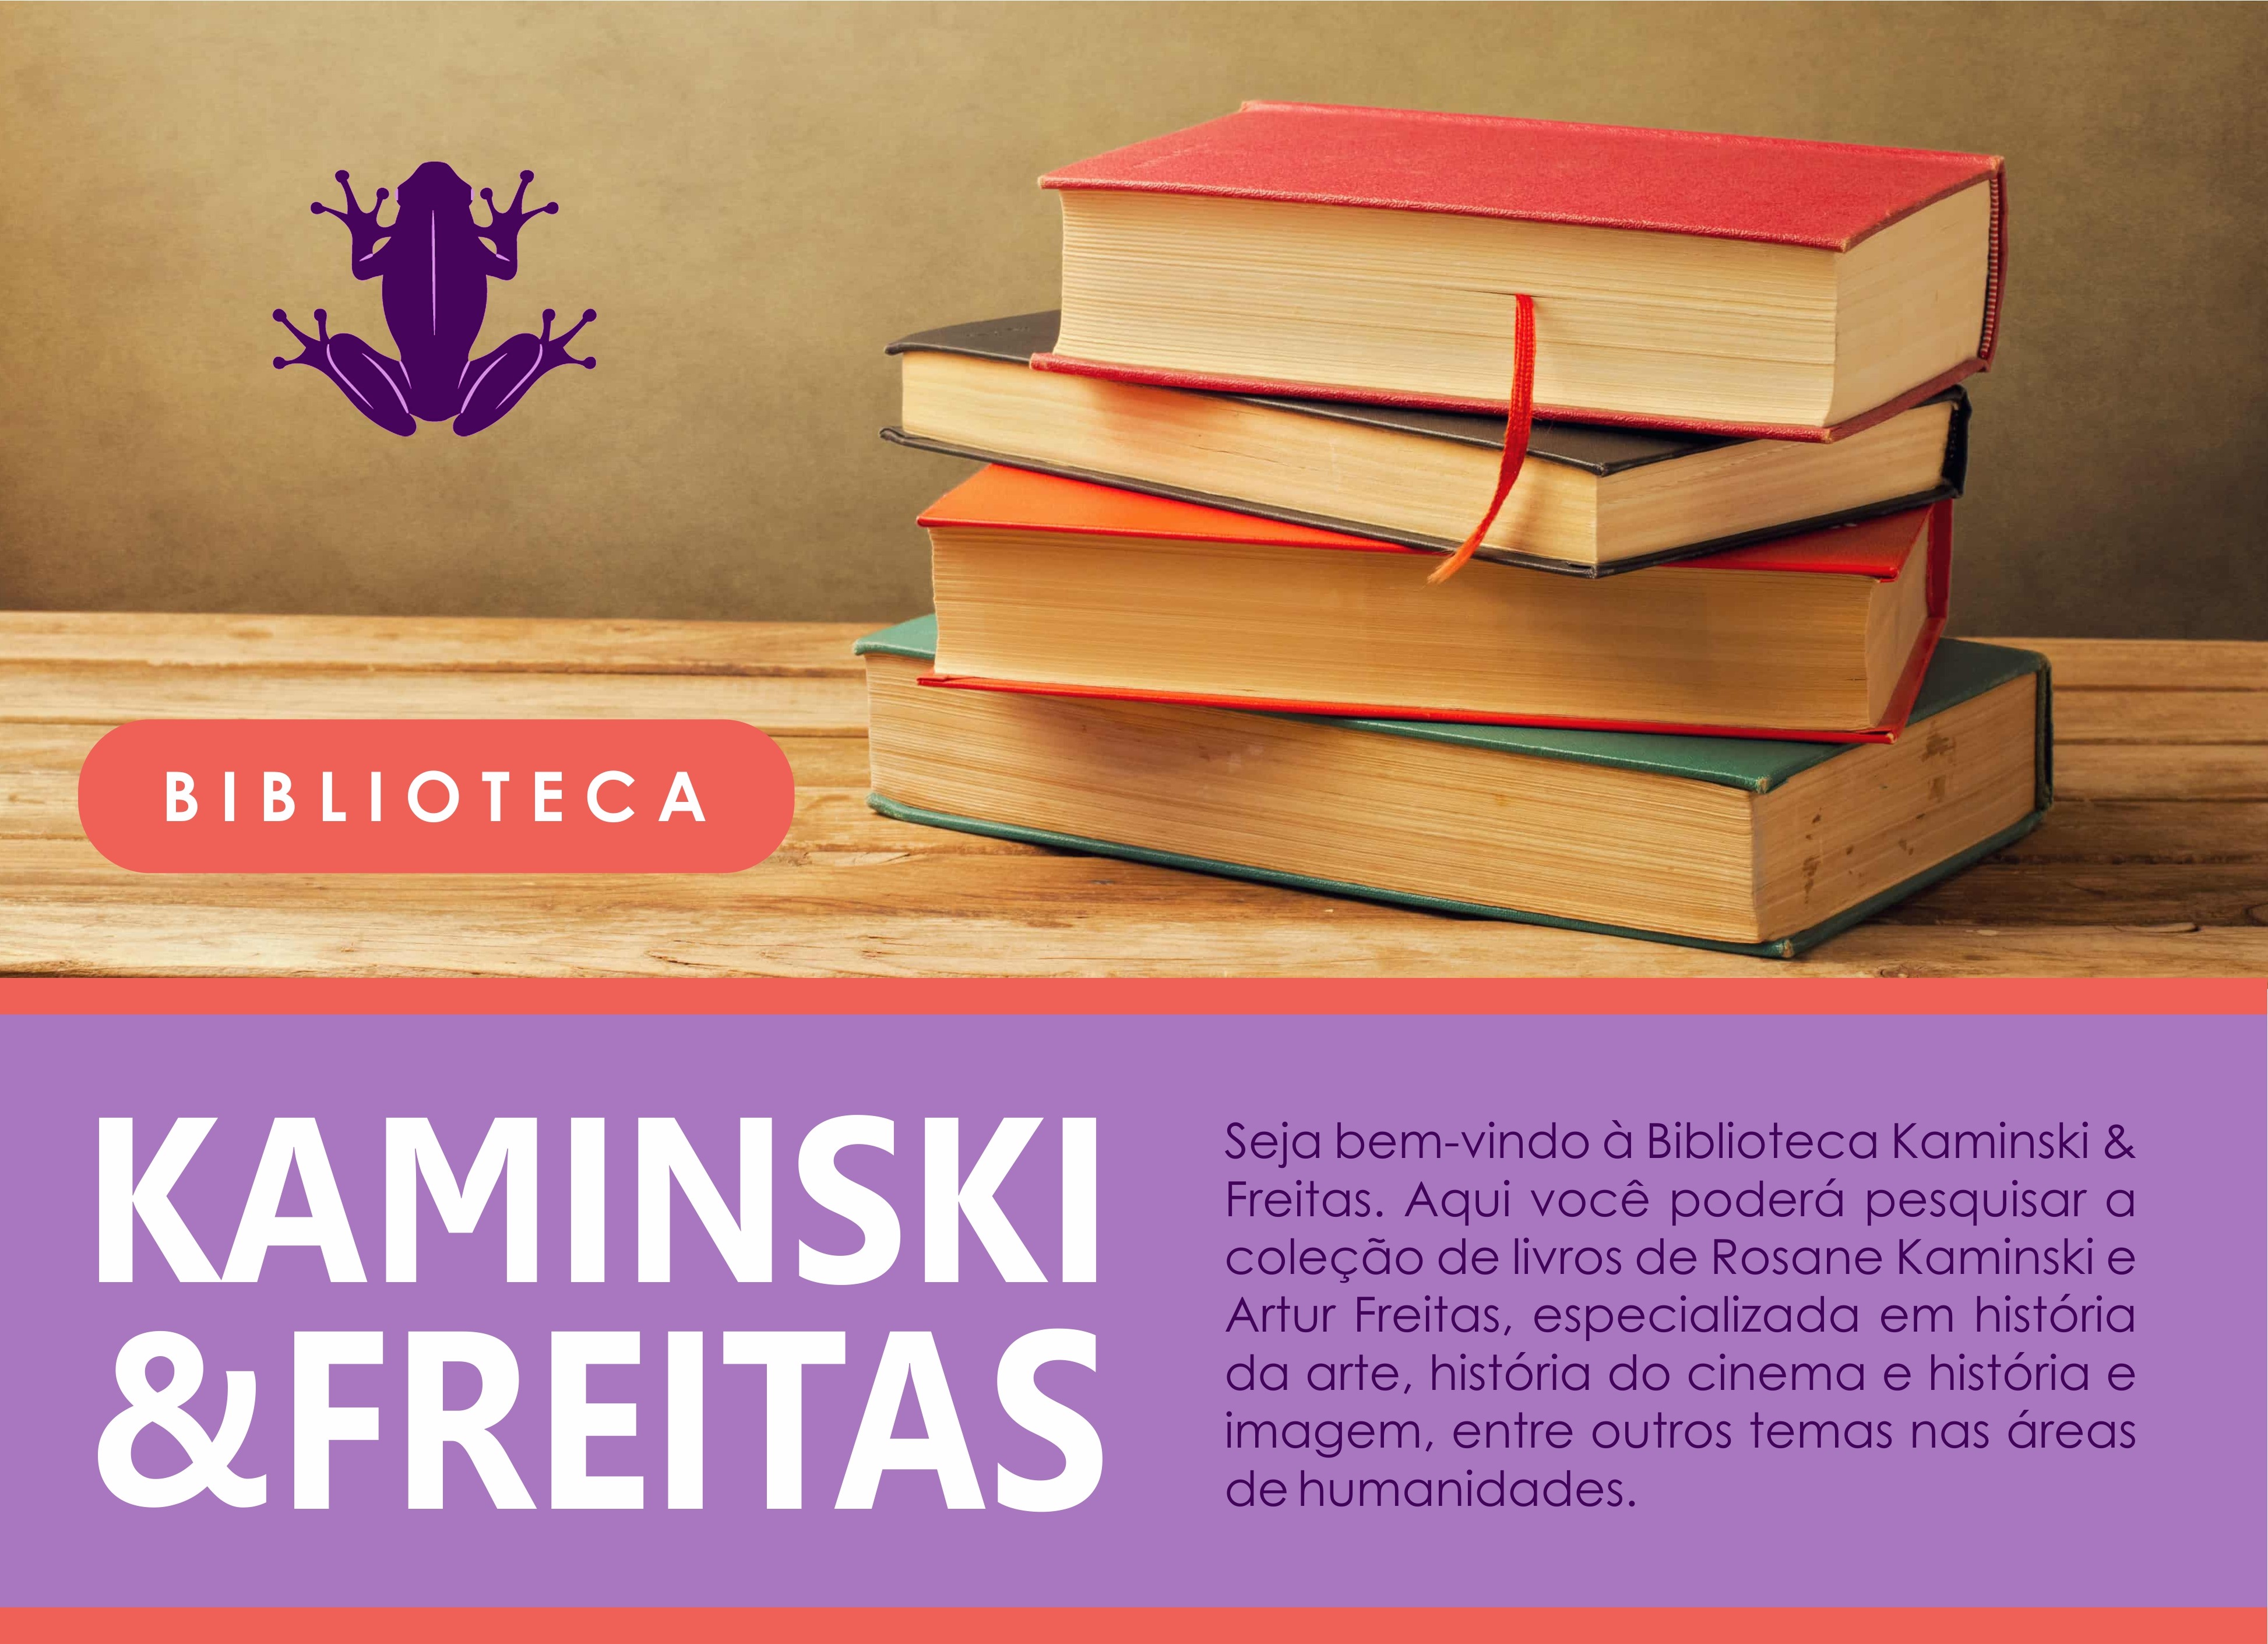 BIBLIOTECA
KAMINSKI
&FREITAS
Seja bem-vindo à Biblioteca Kaminski &
Freitas. Aqui você poderá pesquisar a
coleção de livros de Rosane Kaminski e
Artur Freitas, especializada em história
da arte, história do cinema e história e
imagem, entre outros temas nas áreas
de humanidades.